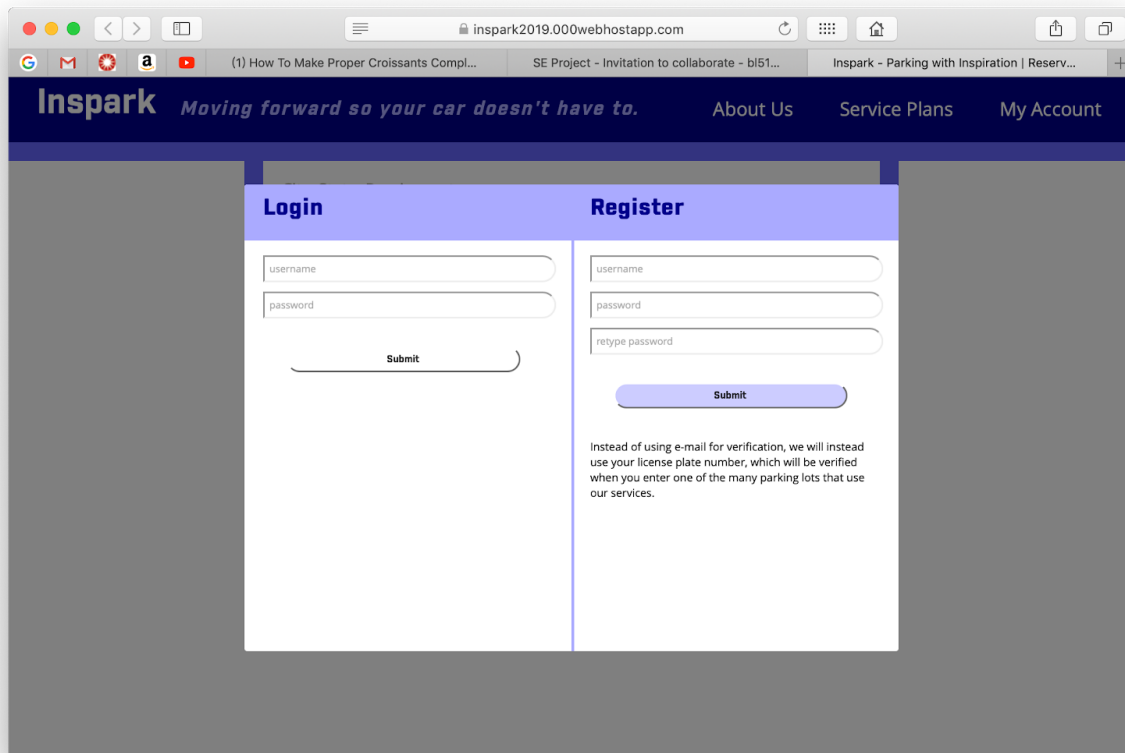 inspark2019.000webhostapp.com
(1) How To Make Proper Croissants Compl...
SE Project - Invitation to collaborate - bl51...
Inspark - Parking with Inspiration | Reserv...
Inspark
Moving forward so your car doesn't have to.
About Us
Service Plans
My Account
Login
Register
username
password
Submit
username
password
retype password
Submit
Instead of using e-mail for verification, we will instead
use your license plate number, which will be verified
when you enter one of the many parking lots that use
our services.